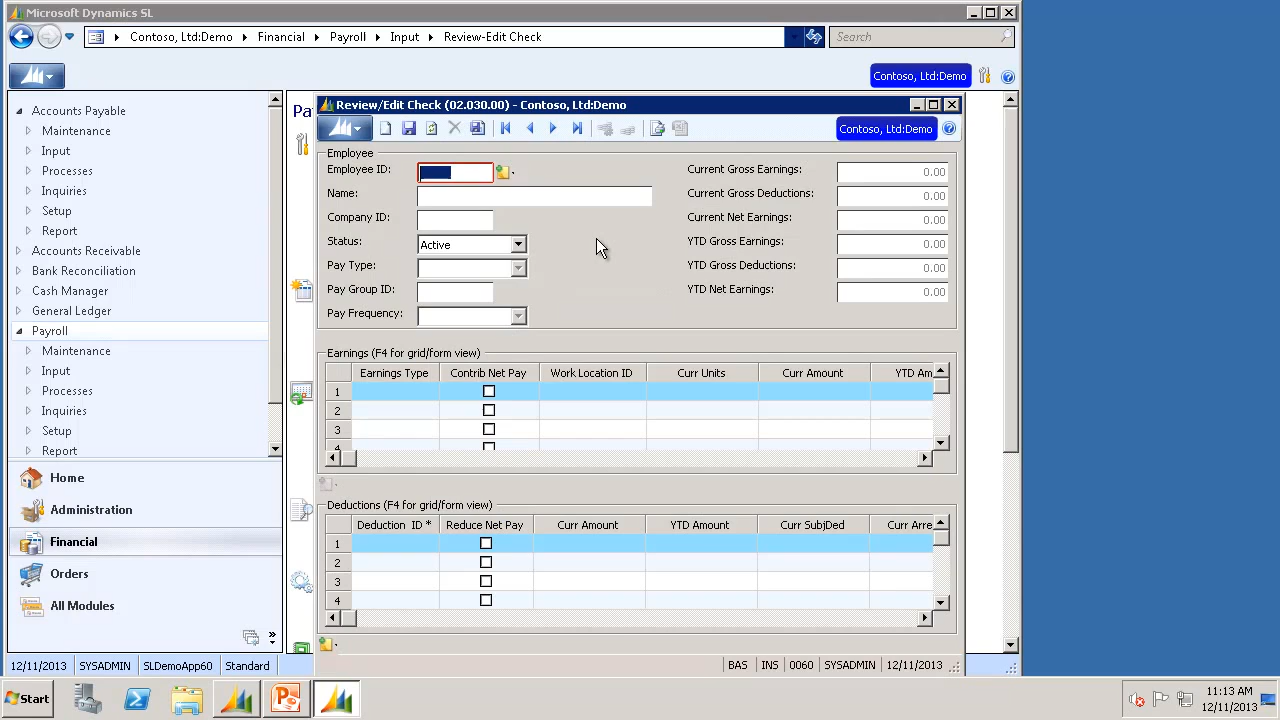 Microsoft Dynamics SL
Contoso, Ltd:Demo
Financial
Payroll
Input
Review-Edit Check
Search
Contoso, Ltd:Demo
Accounts Payable
Maintenance
Input
Processes
Inquiries
Setup
Report
Accounts Receivable
Bank Reconciliation
Cash Manager
General Ledger
Payroll
Maintenance
Input
Processes
Inquiries
Setup
Report
Home
Administration
Financial
Orders
All Modules
12/11/2013 SYSADMIN SLDemoApp60 Standard
Pa
Review/Edit Check (02.030.00) - Contoso, Ltd:Demo
Contoso, Ltd:Demo
Employee
Employee ID:
Name:
Company ID:
Status: Active
Pay Type:
Pay Group ID:
Pay Frequency:
Current Gross Earnings: 0.00
Current Gross Deductions: 0.00
Current Net Earnings: 0.00
YTD Gross Earnings: 0.00
YTD Gross Deductions: 0.00
YTD Net Earnings: 0.00
Earnings (F4 for grid/form view)
Earnings Type Contrib Net Pay Work Location ID Curr Units Curr Amount YTD Am
1
2
3
4
Deductions (F4 for grid/form view)
Deduction ID * Reduce Net Pay Curr Amount YTD Amount Curr SubjDed Curr Arre
1
2
3
4
BAS INS 0060 SYSADMIN 12/11/2013
Start
11:13 AM
12/11/2013